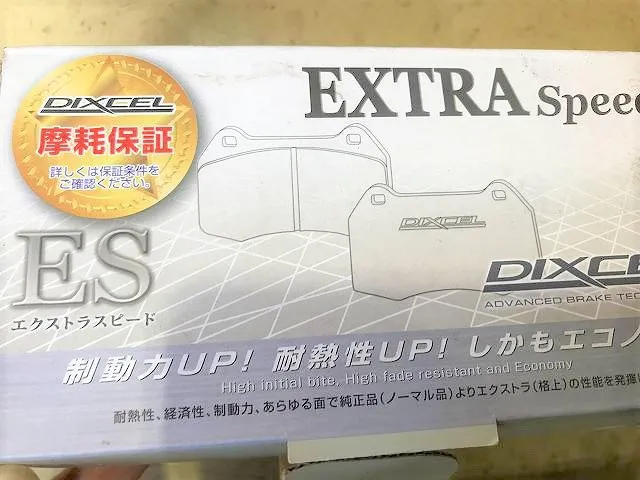 DIXCEL
摩耗保証
詳しくは保証条件を
ご確認ください。
EXTRA Speed
DIXCEL
ES
エクストラスピード
DIXCEL
ADVANCED BRAKE TEC
制動力UP! 耐熱性UP! しかもエコノ
High initial bite, High fade resistant and Economy
耐熱性、経済性、制動力、あらゆる面で純正品(ノーマル品)よりエクストラ(格上)の性能を発揮